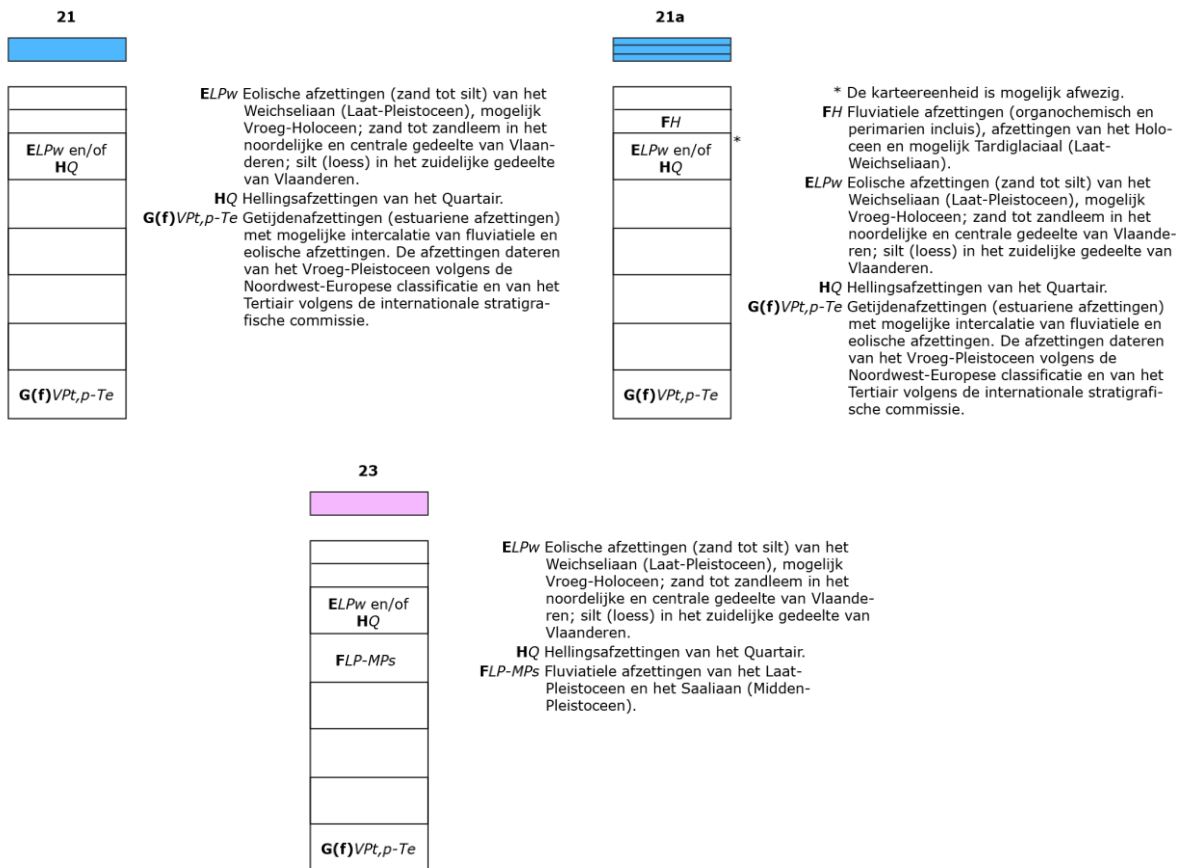 21
ELPw en/of
HQ
G(f)VPt,p-Te
ELPw Eolische afzettingen (zand tot silt) van het
Weichseliaan (Laat-Pleistoceen), mogelijk
Vroeg-Holoceen; zand tot zandleem in het
noordelijke en centrale gedeelte van Vlaan-
deren; silt (loess) in het zuidelijke gedeelte
van Vlaanderen.
HQ Hellingsafzettingen van het Quartair.
G(f)VPt,p-Te Getijdenafzettingen (estuariene afzettingen)
met mogelijke intercalatie van fluviatiele en
eolische afzettingen. De afzettingen dateren
van het Vroeg-Pleistoceen volgens de
Noordwest-Europese classificatie en van het
Tertiair volgens de internationale stratigra-
fische commissie.
21a
FH
ELPw en/of
HQ
*
G(f)VPt,p-Te
* De karteereenheid is mogelijk afwezig.
FH Fluviatiele afzettingen (organochemisch en
perimarien incluis), afzettingen van het Holo-
ceen en mogelijk Tardiglaciaal (Laat-
Weichseliaan).
ELPw Eolische afzettingen (zand tot silt) van het
Weichseliaan (Laat-Pleistoceen), mogelijk
Vroeg-Holoceen; zand tot zandleem in het
noordelijke en centrale gedeelte van Vlaande-
ren; silt (loess) in het zuidelijke gedeelte van
Vlaanderen.
HQ Hellingsafzettingen van het Quartair.
G(f)VPt,p-Te Getijdenafzettingen (estuariene afzettingen)
met mogelijke intercalatie van fluviatiele en
eolische afzettingen. De afzettingen dateren
van het Vroeg-Pleistoceen volgens de
Noordwest-Europese classificatie en van het
Tertiair volgens de internationale stratigrafi-
sche commissie.
23
ELPw en/of
HQ
FLP-MPs
G(f)VPt,p-Te
ELPw Eolische afzettingen (zand tot silt) van het
Weichseliaan (Laat-Pleistoceen), mogelijk
Vroeg-Holoceen; zand tot zandleem in het
noordelijke en centrale gedeelte van Vlaande-
ren; silt (loess) in het zuidelijke gedeelte van
Vlaanderen.
HQ Hellingsafzettingen van het Quartair.
FLP-MPs Fluviatiele afzettingen van het Laat-
Pleistoceen en het Saaliaan (Midden-
Pleistoceen).